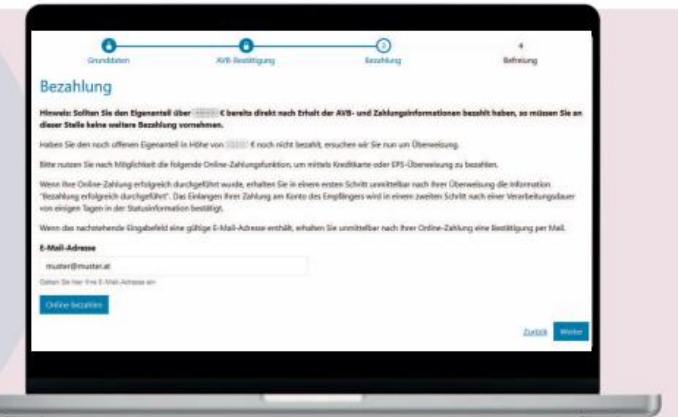 3
4
Grunddaten
AVB-Bestätigung
Bezahlung
Befreiung
Bezahlung
Hinweis: Sollten Sie den Eigenanteil über € bereits direkt nach Erhalt der AVB- und Zahlungsinformationen bezahlt haben, so müssen Sie an
dieser Stelle keine weitere Bezahlung vornehmen.
Haben Sie den noch offenen Eigenanteil in Höhe von € noch nicht bezahlt, ersuchen wir Sie nun um Überweisung.
Bitte nutzen Sie nach Möglichkeit die folgende Online-Zahlungsfunktion, um mittels Kreditkarte oder EPS-Überweisung zu bezahlen.
Wenn Ihre Online-Zahlung erfolgreich durchgeführt wurde, erhalten Sie in einem ersten Schritt unmittelbar nach Ihrer Überweisung die Information
"Bezahlung erfolgreich durchgeführt". Das Einlangen Ihrer Zahlung am Konto des Empfängers wird in einem zweiten Schritt nach einer Verarbeitungsdauer
von einigen Tagen in der Statusinformation bestätigt.
Wenn das nachstehende Eingabefeld eine gültige E-Mail-Adresse enthält, erhalten Sie unmittelbar nach Ihrer Online-Zahlung eine Bestätigung per Mail.
E-Mail-Adresse
muster@muster.at
Geben Sie hier Ihre E-Mail-Adresse ein
Online bezahlen
Zurück
Weiter